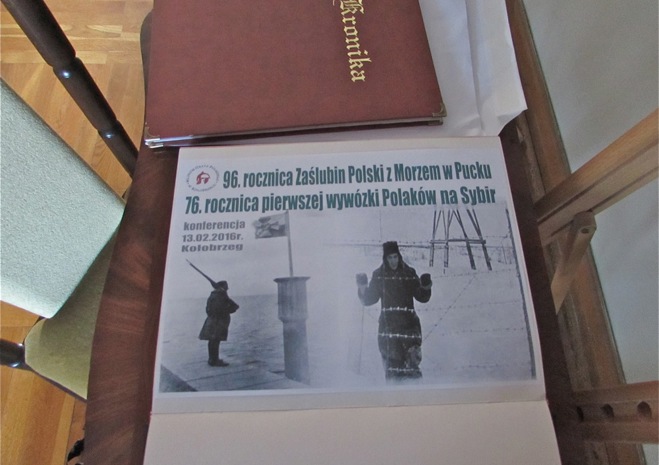 Kronika
96. rocznica Zaślubin Polski z Morzem w Pucku
76. rocznica pierwszej wywózki Polaków na Sybir
konferencja
13.02.2016r.
Kołobrzeg